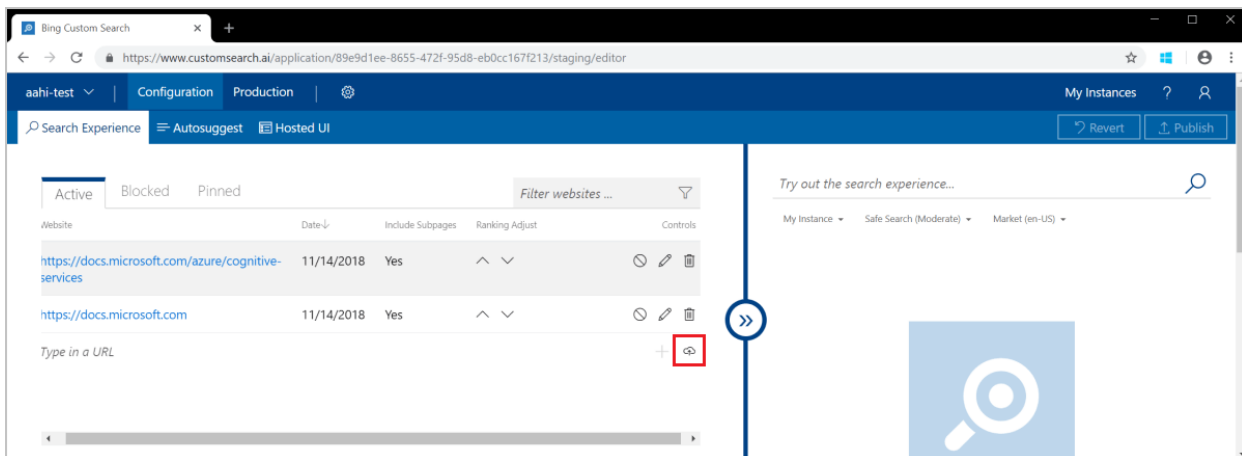 Bing Custom Search
https://www.customsearch.ai/application/89e9d1ee-8655-472f-95d8-eb0cc167f213/staging/editor
aahi-test | Configuration Production | My Instances ?
Search Experience Autosuggest Hosted UI Revert Publish
Active Blocked Pinned Filter websites ...
Try out the search experience...
Website Date Include Subpages Ranking Adjust Controls
My Instance Safe Search (Moderate) Market (en-US)
https://docs.microsoft.com/azure/cognitive- 11/14/2018 Yes
services
https://docs.microsoft.com 11/14/2018 Yes
Type in a URL